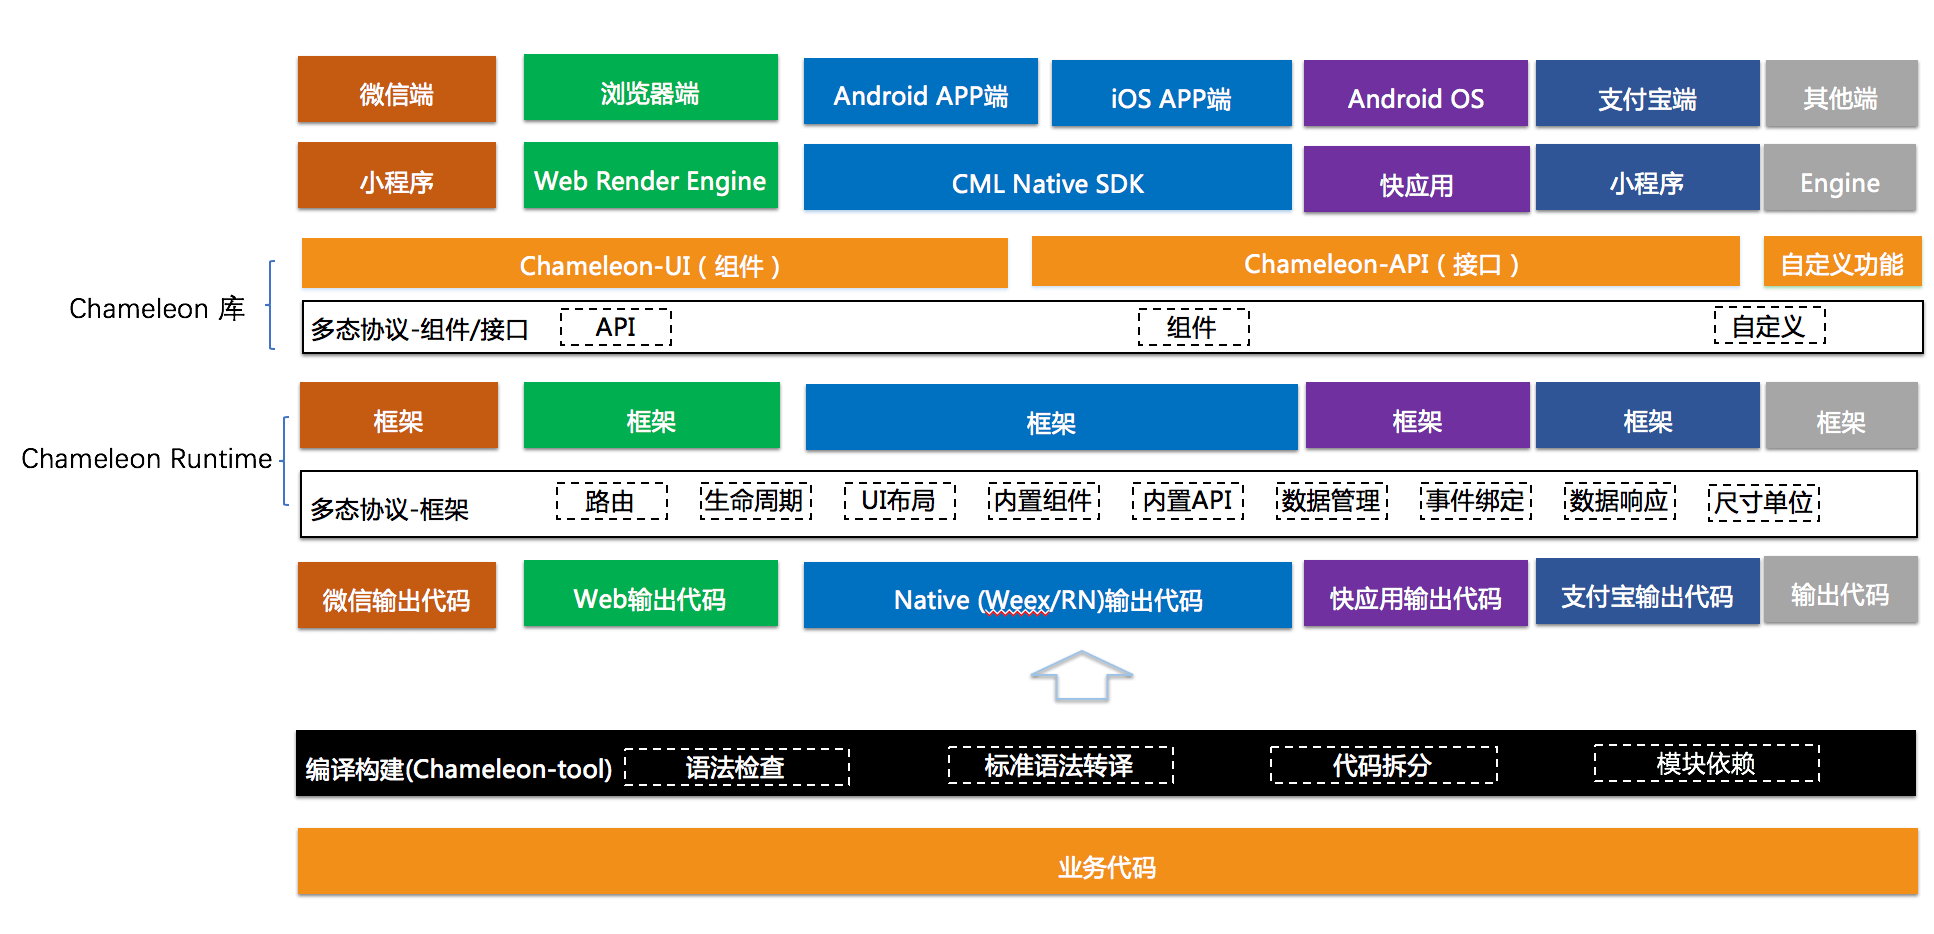 微信端
浏览器端
Android APP端
iOS APP端
Android OS
支付宝端
其他端
小程序
Web Render Engine
CML Native SDK
快应用
小程序
Engine
Chameleon 库
Chameleon-UI（组件）
Chameleon-API（接口）
自定义功能
多态协议-组件/接口
API
组件
自定义
Chameleon Runtime
框架
框架
框架
框架
框架
框架
多态协议-框架
路由
生命周期
UI布局
内置组件
内置API
数据管理
事件绑定
数据响应
尺寸单位
微信输出代码
Web输出代码
Native (Weex/RN)输出代码
快应用输出代码
支付宝输出代码
输出代码
编译构建(Chameleon-tool)
语法检查
标准语法转译
代码拆分
模块依赖
业务代码